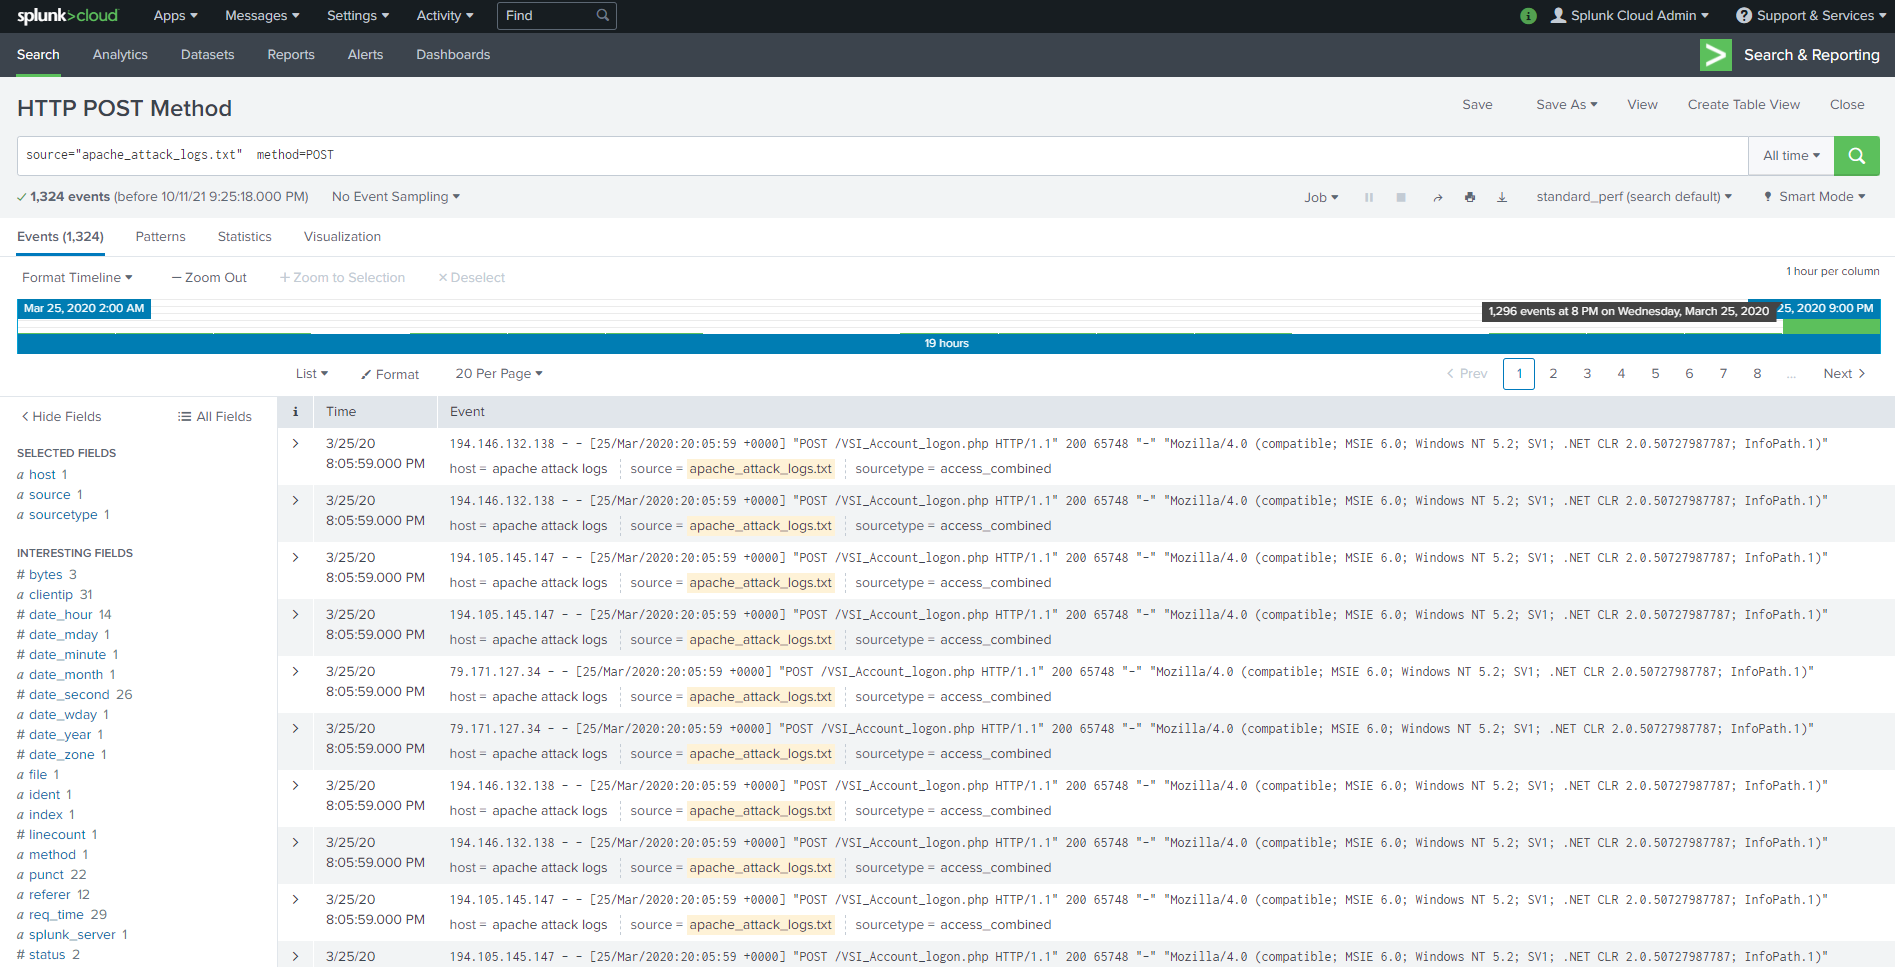 splunk>cloud Apps Messages Settings Activity Find i Splunk Cloud Admin ? Support & Services
Search Analytics Datasets Reports Alerts Dashboards > Search & Reporting
HTTP POST Method Save Save As View Create Table View Close
source="apache_attack_logs.txt" method=POST All time
✓ 1,324 events (before 10/11/21 9:25:18.000 PM) No Event Sampling Job standard_perf (search default) Smart Mode
Events (1,324) Patterns Statistics Visualization
Format Timeline — Zoom Out + Zoom to Selection × Deselect 1 hour per column
Mar 25, 2020 2:00 AM 1,296 events at 8 PM on Wednesday, March 25, 2020 25, 2020 9:00 PM
19 hours
List Format 20 Per Page < Prev 1 2 3 4 5 6 7 8 ... Next >
< Hide Fields All Fields
SELECTED FIELDS
a host 1
a source 1
a sourcetype 1
INTERESTING FIELDS
# bytes 3
a clientip 31
# date_hour 14
# date_mday 1
# date_minute 1
a date_month 1
# date_second 26
a date_wday 1
# date_year 1
# date_zone 1
a file 1
a ident 1
a index 1
# linecount 1
a method 1
a punct 22
a referer 12
a req_time 29
a splunk_server 1
# status 2
i Time Event
> 3/25/20 194.146.132.138 - - [25/Mar/2020:20:05:59 +0000] "POST /VSI_Account_logon.php HTTP/1.1" 200 65748 "-" "Mozilla/4.0 (compatible; MSIE 6.0; Windows NT 5.2; SV1; .NET CLR 2.0.50727987787; InfoPath.1)"
8:05:59.000 PM host = apache attack logs source = apache_attack_logs.txt sourcetype = access_combined
> 3/25/20 194.146.132.138 - - [25/Mar/2020:20:05:59 +0000] "POST /VSI_Account_logon.php HTTP/1.1" 200 65748 "-" "Mozilla/4.0 (compatible; MSIE 6.0; Windows NT 5.2; SV1; .NET CLR 2.0.50727987787; InfoPath.1)"
8:05:59.000 PM host = apache attack logs source = apache_attack_logs.txt sourcetype = access_combined
> 3/25/20 194.105.145.147 - - [25/Mar/2020:20:05:59 +0000] "POST /VSI_Account_logon.php HTTP/1.1" 200 65748 "-" "Mozilla/4.0 (compatible; MSIE 6.0; Windows NT 5.2; SV1; .NET CLR 2.0.50727987787; InfoPath.1)"
8:05:59.000 PM host = apache attack logs source = apache_attack_logs.txt sourcetype = access_combined
> 3/25/20 194.105.145.147 - - [25/Mar/2020:20:05:59 +0000] "POST /VSI_Account_logon.php HTTP/1.1" 200 65748 "-" "Mozilla/4.0 (compatible; MSIE 6.0; Windows NT 5.2; SV1; .NET CLR 2.0.50727987787; InfoPath.1)"
8:05:59.000 PM host = apache attack logs source = apache_attack_logs.txt sourcetype = access_combined
> 3/25/20 79.171.127.34 - - [25/Mar/2020:20:05:59 +0000] "POST /VSI_Account_logon.php HTTP/1.1" 200 65748 "-" "Mozilla/4.0 (compatible; MSIE 6.0; Windows NT 5.2; SV1; .NET CLR 2.0.50727987787; InfoPath.1)"
8:05:59.000 PM host = apache attack logs source = apache_attack_logs.txt sourcetype = access_combined
> 3/25/20 79.171.127.34 - - [25/Mar/2020:20:05:59 +0000] "POST /VSI_Account_logon.php HTTP/1.1" 200 65748 "-" "Mozilla/4.0 (compatible; MSIE 6.0; Windows NT 5.2; SV1; .NET CLR 2.0.50727987787; InfoPath.1)"
8:05:59.000 PM host = apache attack logs source = apache_attack_logs.txt sourcetype = access_combined
> 3/25/20 194.146.132.138 - - [25/Mar/2020:20:05:59 +0000] "POST /VSI_Account_logon.php HTTP/1.1" 200 65748 "-" "Mozilla/4.0 (compatible; MSIE 6.0; Windows NT 5.2; SV1; .NET CLR 2.0.50727987787; InfoPath.1)"
8:05:59.000 PM host = apache attack logs source = apache_attack_logs.txt sourcetype = access_combined
> 3/25/20 194.146.132.138 - - [25/Mar/2020:20:05:59 +0000] "POST /VSI_Account_logon.php HTTP/1.1" 200 65748 "-" "Mozilla/4.0 (compatible; MSIE 6.0; Windows NT 5.2; SV1; .NET CLR 2.0.50727987787; InfoPath.1)"
8:05:59.000 PM host = apache attack logs source = apache_attack_logs.txt sourcetype = access_combined
> 3/25/20 194.105.145.147 - - [25/Mar/2020:20:05:59 +0000] "POST /VSI_Account_logon.php HTTP/1.1" 200 65748 "-" "Mozilla/4.0 (compatible; MSIE 6.0; Windows NT 5.2; SV1; .NET CLR 2.0.50727987787; InfoPath.1)"
8:05:59.000 PM host = apache attack logs source = apache_attack_logs.txt sourcetype = access_combined
> 3/25/20 194.105.145.147 - - [25/Mar/2020:20:05:59 +0000] "POST /VSI_Account_logon.php HTTP/1.1" 200 65748 "-" "Mozilla/4.0 (compatible; MSIE 6.0; Windows NT 5.2; SV1; .NET CLR 2.0.50727987787; InfoPath.1)"